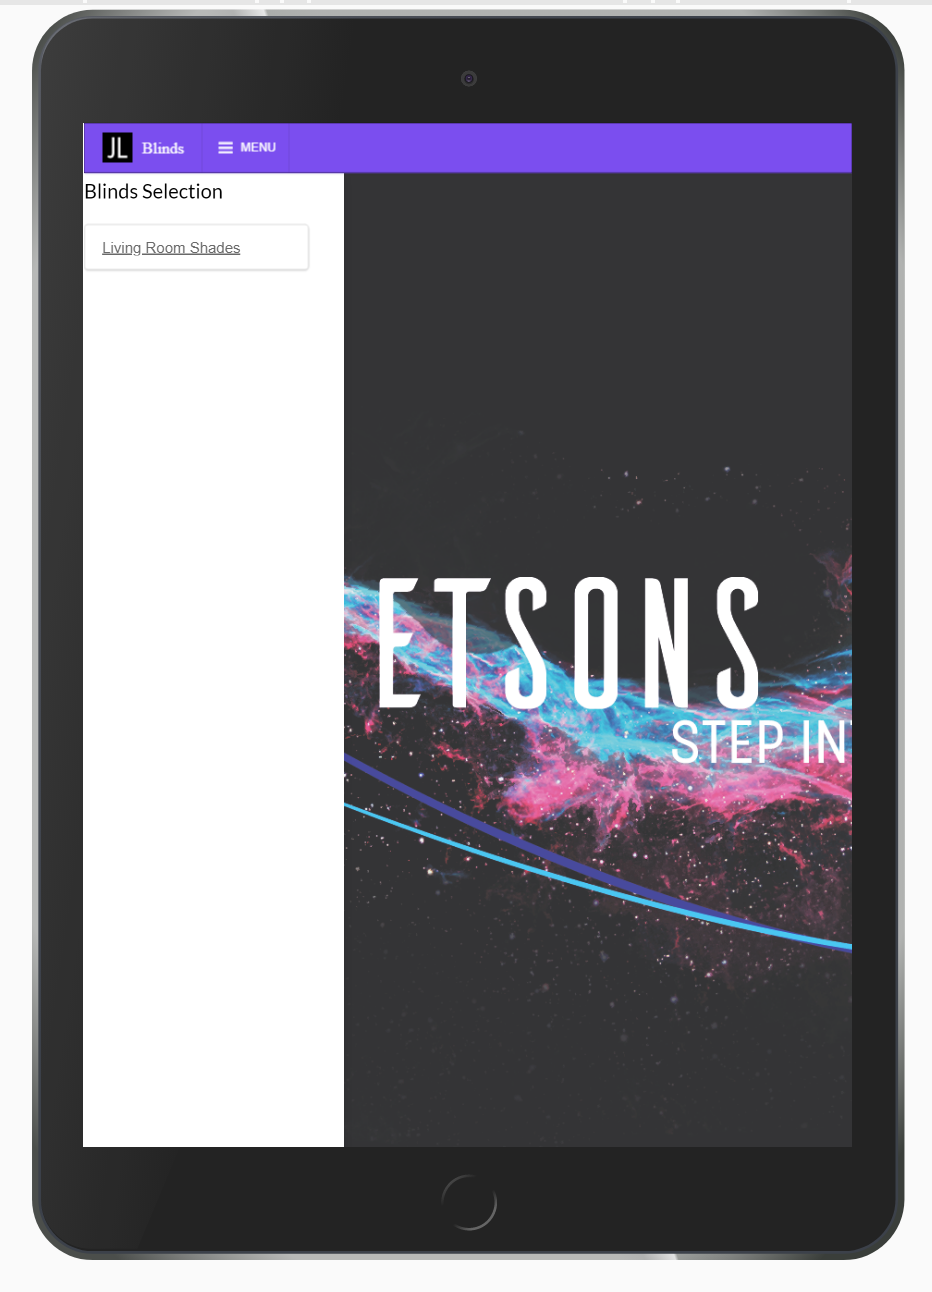 JL Blinds MENU
Blinds Selection
Living Room Shades
ETSONS
STEP IN